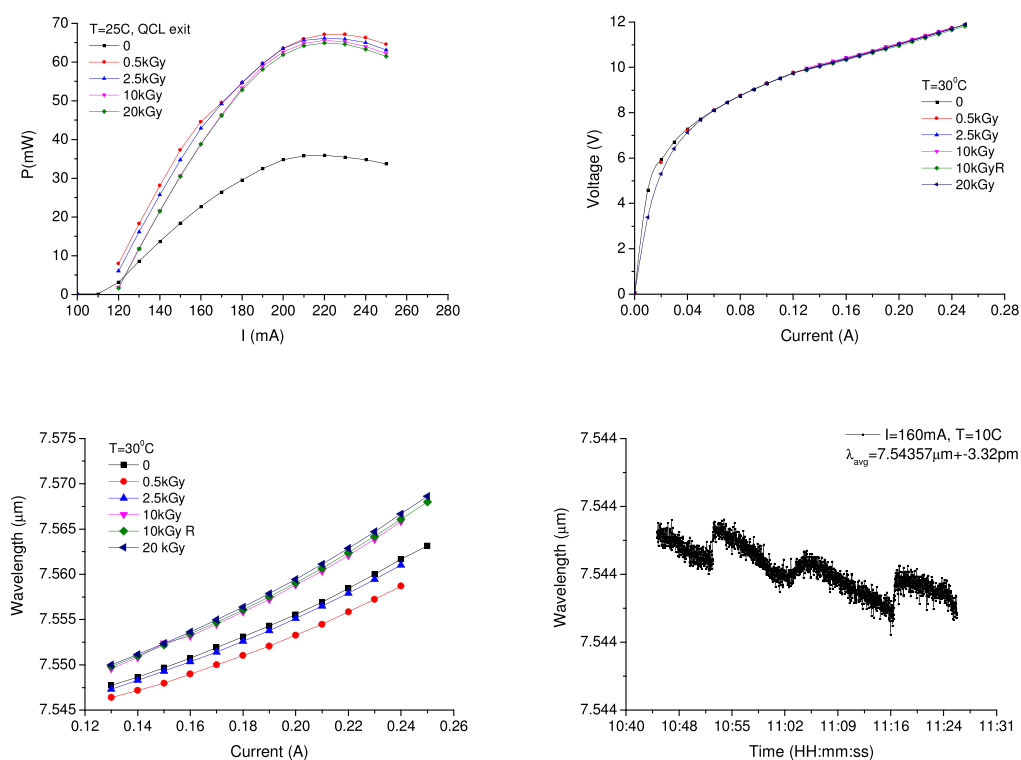 T=25C, QCL exit
0
0.5kGy
2.5kGy
10kGy
20kGy
P(mW)
70
60
50
40
30
20
10
0
100 120 140 160 180 200 220 240 260 280
I (mA)
12
10
8
6
4
2
0
Voltage (V)
T=30⁰C
0
0.5kGy
2.5kGy
10kGy
10kGyR
20kGy
0.00 0.04 0.08 0.12 0.16 0.20 0.24 0.28
Current (A)
7.575
7.570
7.565
7.560
7.555
7.550
7.545
Wavelength (μm)
T=30⁰C
0
0.5kGy
2.5kGy
10kGy
10kGy R
20 kGy
0.12 0.14 0.16 0.18 0.20 0.22 0.24 0.26
Current (A)
I=160mA, T=10C
λavg=7.54357μm+-3.32pm
7.544
7.544
7.544
7.544
Wavelength (μm)
10:40 10:48 10:55 11:02 11:09 11:16 11:24 11:31
Time (HH:mm:ss)